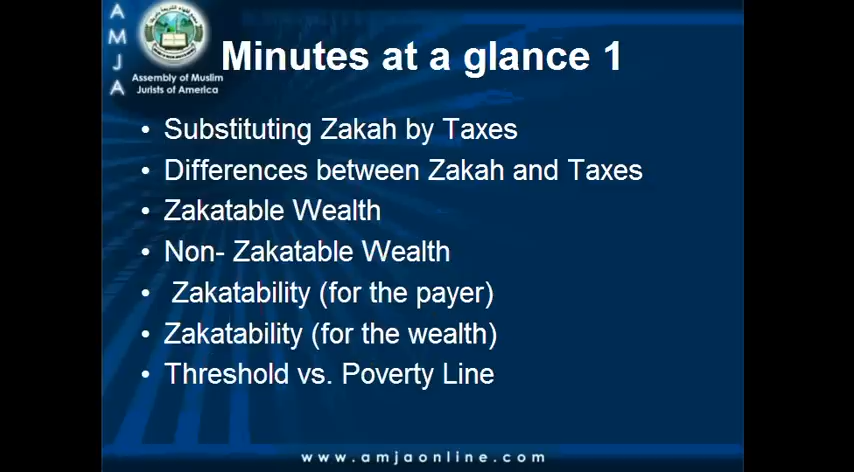 A
M
J
A
Assembly of Muslim
Jurists of America
Minutes at a glance 1
• Substituting Zakah by Taxes
• Differences between Zakah and Taxes
• Zakatable Wealth
• Non- Zakatable Wealth
• Zakatability (for the payer)
• Zakatability (for the wealth)
• Threshold vs. Poverty Line
www.amjaonline.com